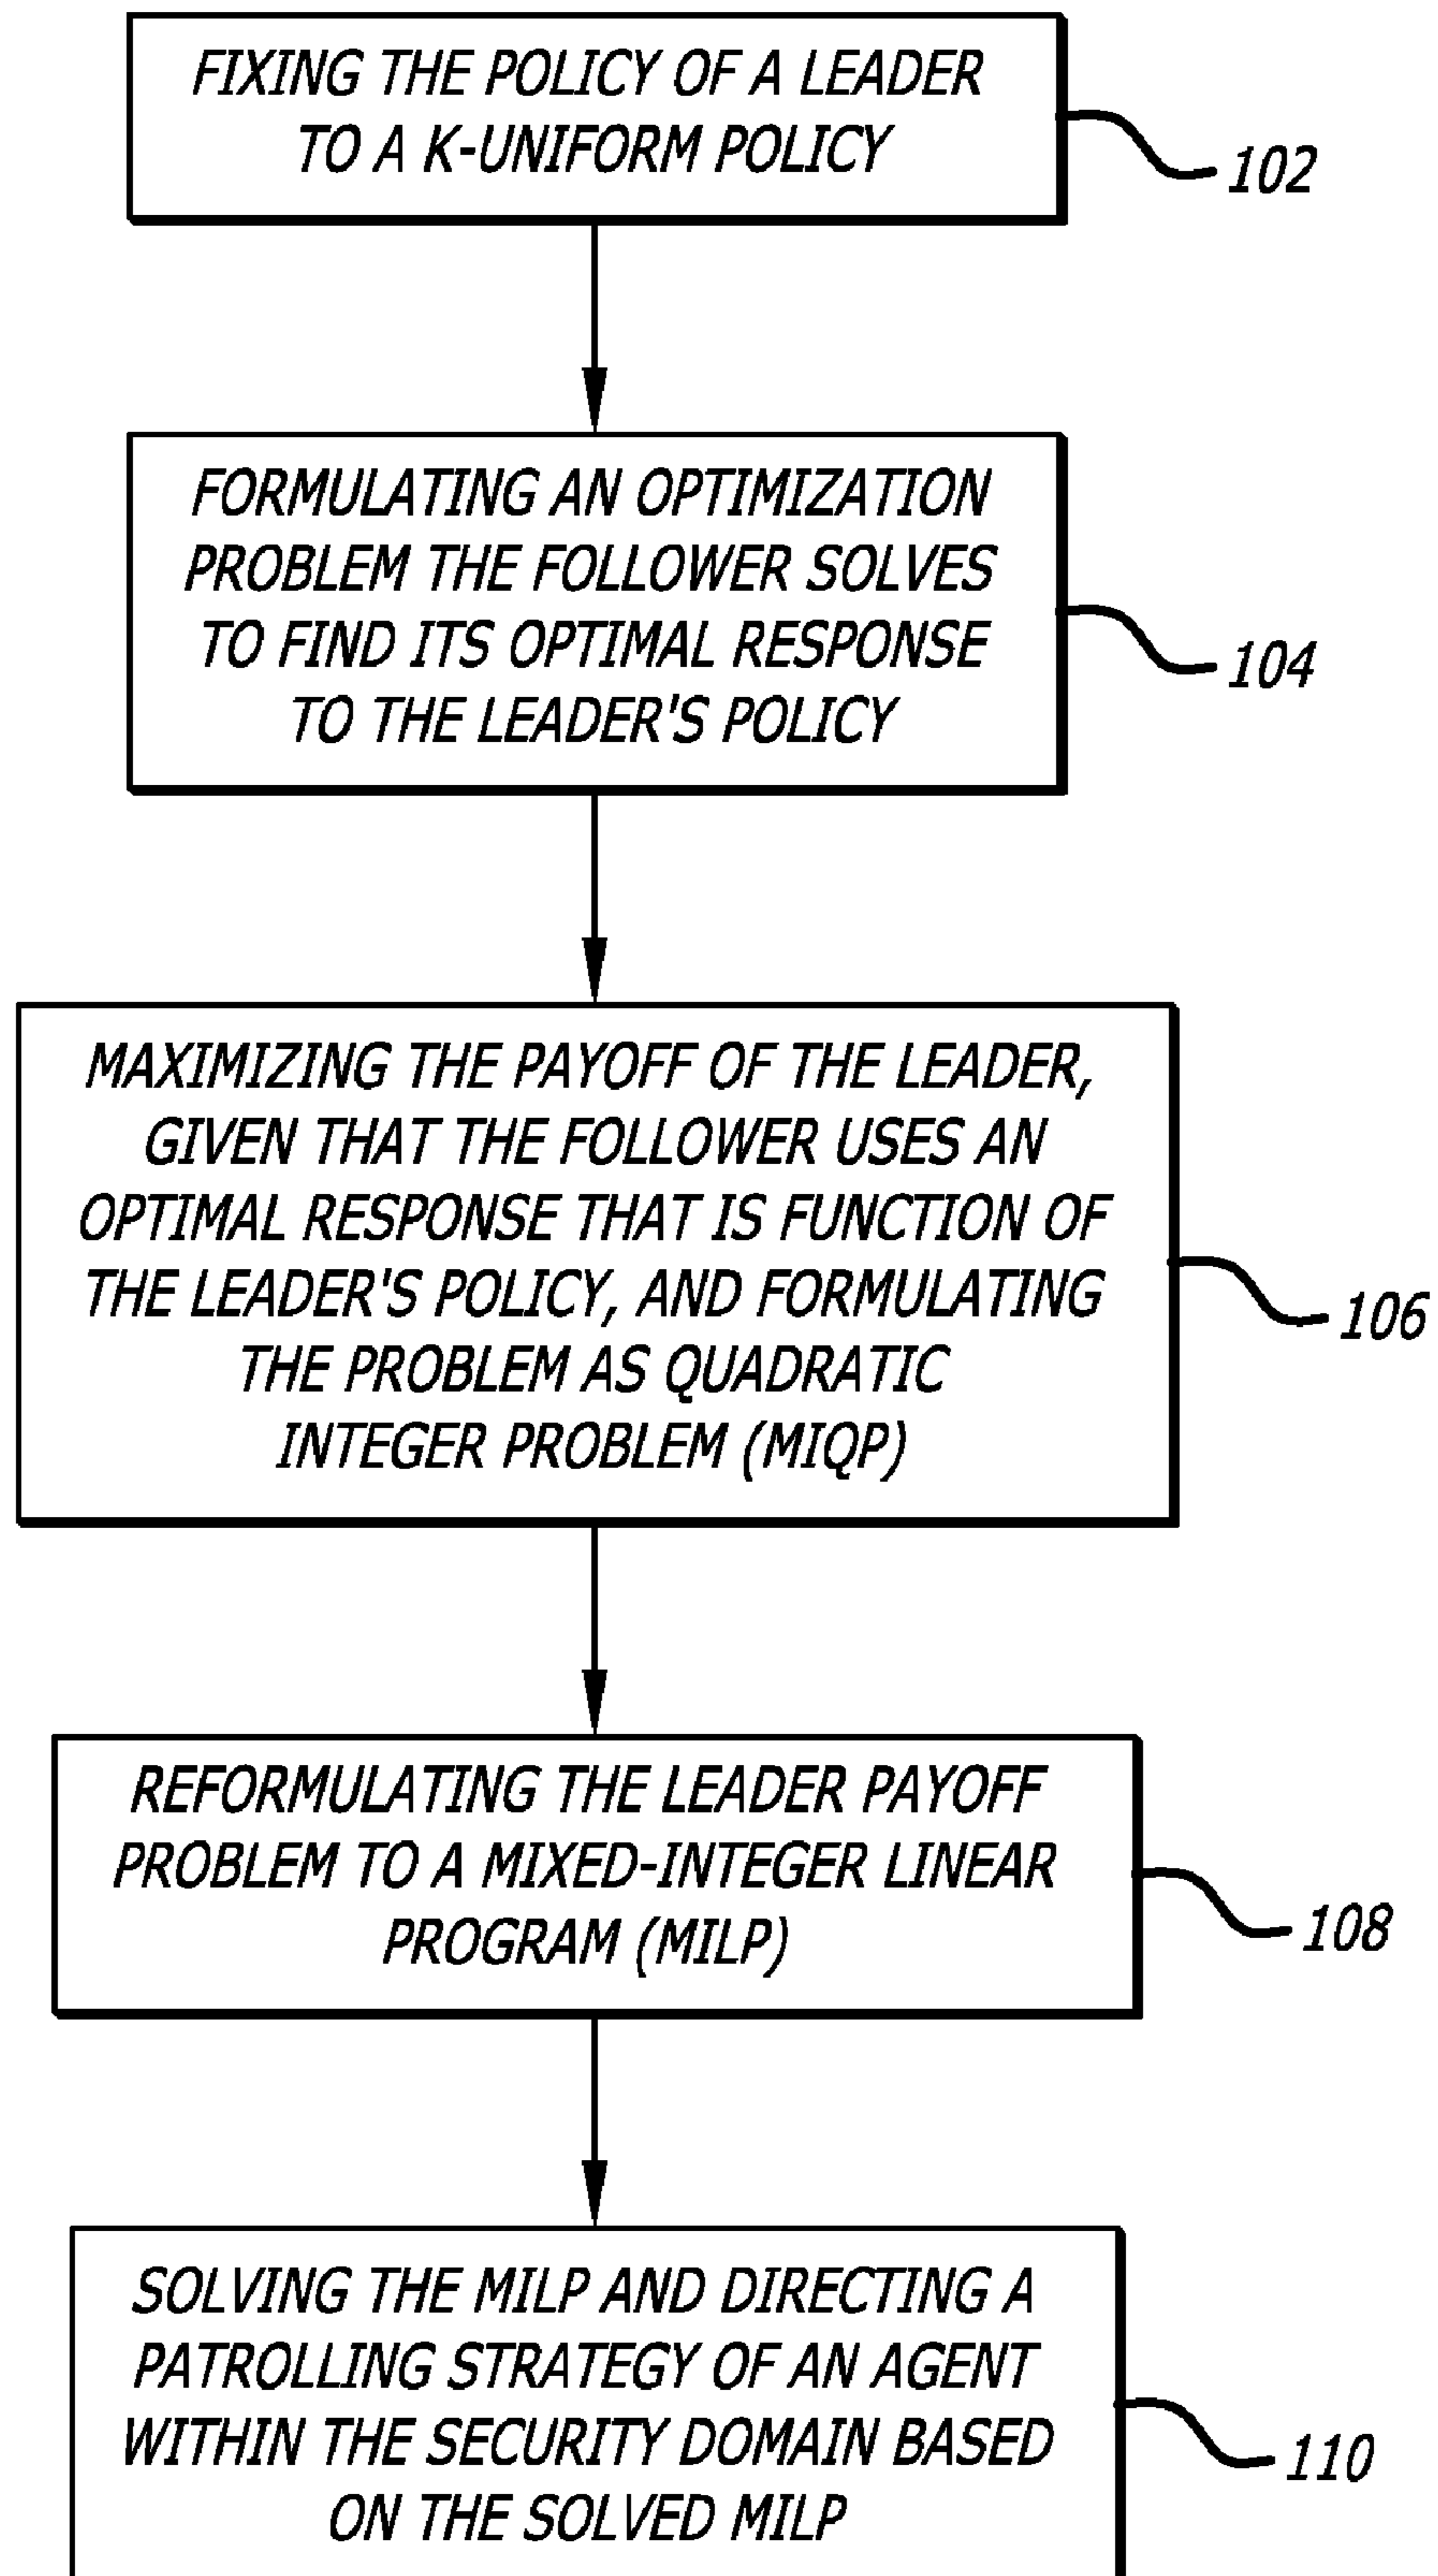 FIXING THE POLICY OF A LEADER
TO A K-UNIFORM POLICY
102
FORMULATING AN OPTIMIZATION
PROBLEM THE FOLLOWER SOLVES
TO FIND ITS OPTIMAL RESPONSE
TO THE LEADER'S POLICY
104
MAXIMIZING THE PAYOFF OF THE LEADER,
GIVEN THAT THE FOLLOWER USES AN
OPTIMAL RESPONSE THAT IS FUNCTION OF
THE LEADER'S POLICY, AND FORMULATING
THE PROBLEM AS QUADRATIC
INTEGER PROBLEM (MIQP)
106
REFORMULATING THE LEADER PAYOFF
PROBLEM TO A MIXED-INTEGER LINEAR
PROGRAM (MILP)
108
SOLVING THE MILP AND DIRECTING A
PATROLLING STRATEGY OF AN AGENT
WITHIN THE SECURITY DOMAIN BASED
ON THE SOLVED MILP
110